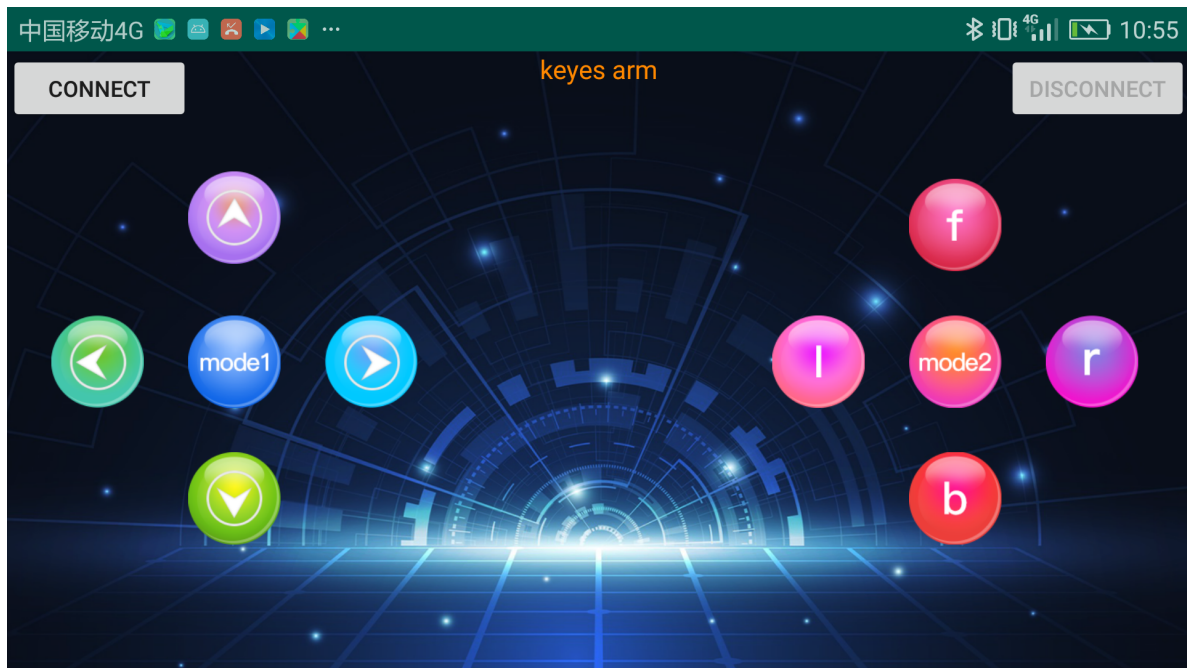 中国移动4G
4G
10:55
CONNECT
keyes arm
DISCONNECT
f
mode1
l
mode2
r
b